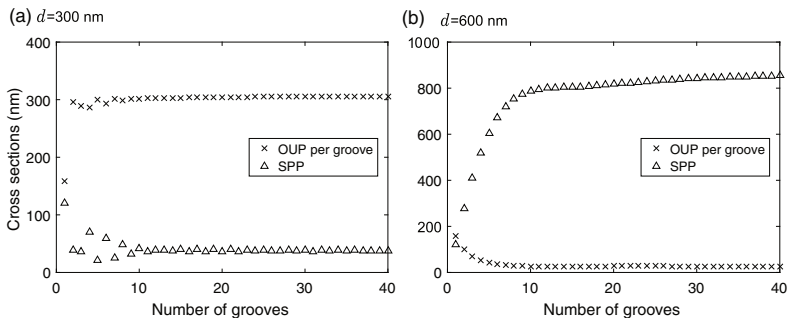 (a) d=300 nm
400
300
200
100
0
Cross sections (nm)
× OUP per groove
△ SPP
0 10 20 30 40
Number of grooves
(b) d=600 nm
1000
800
600
400
200
0
× OUP per groove
△ SPP
0 10 20 30 40
Number of grooves